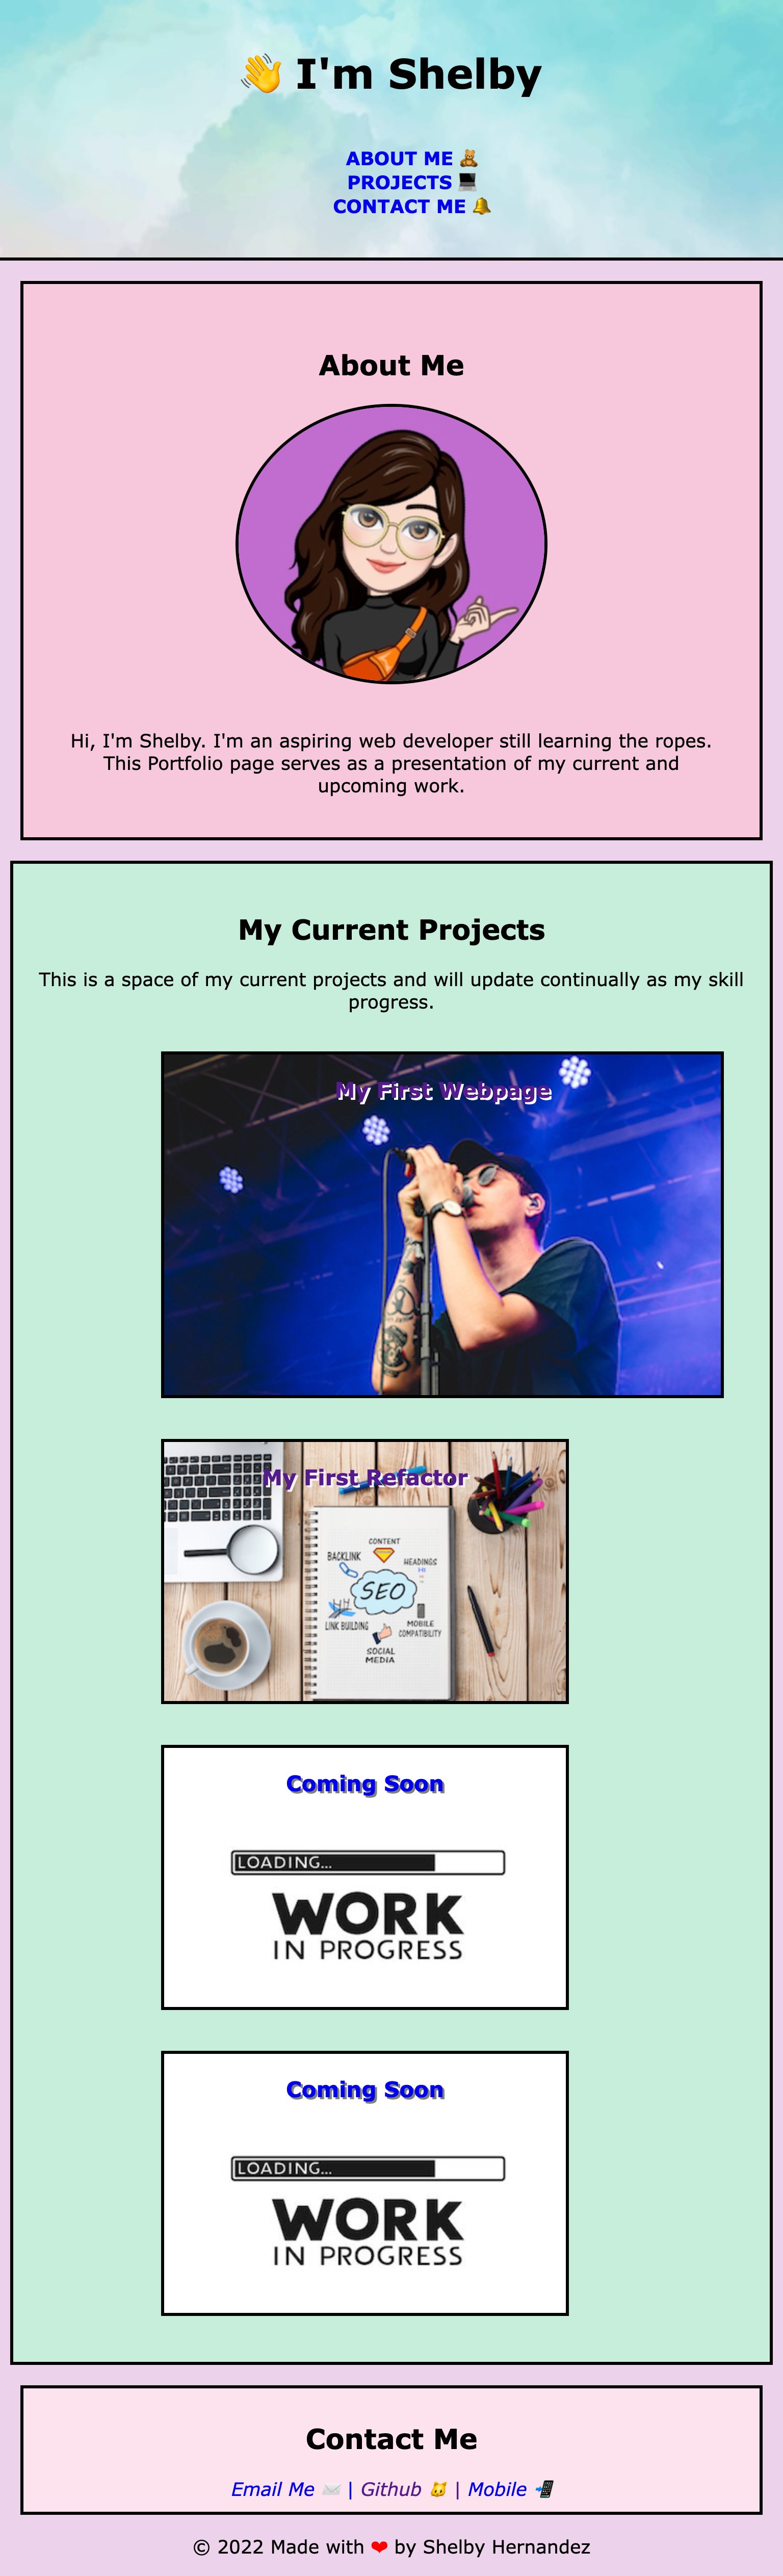 👋 I'm Shelby
ABOUT ME 🧸
PROJECTS 💻
CONTACT ME 🔔
About Me
Hi, I'm Shelby. I'm an aspiring web developer still learning the ropes.
This Portfolio page serves as a presentation of my current and
upcoming work.
My Current Projects
This is a space of my current projects and will update continually as my skill
progress.
My First Webpage
My First Refactor
CONTENT
BACKLINK
HEADINGS
H1
SEO
LINK BUILDING
MOBILE
COMPATIBILITY
SOCIAL
MEDIA
Coming Soon
LOADING...
WORK
IN PROGRESS
Coming Soon
LOADING...
WORK
IN PROGRESS
Contact Me
Email Me ✉️ | Github 🐱 | Mobile 📲
© 2022 Made with ❤ by Shelby Hernandez